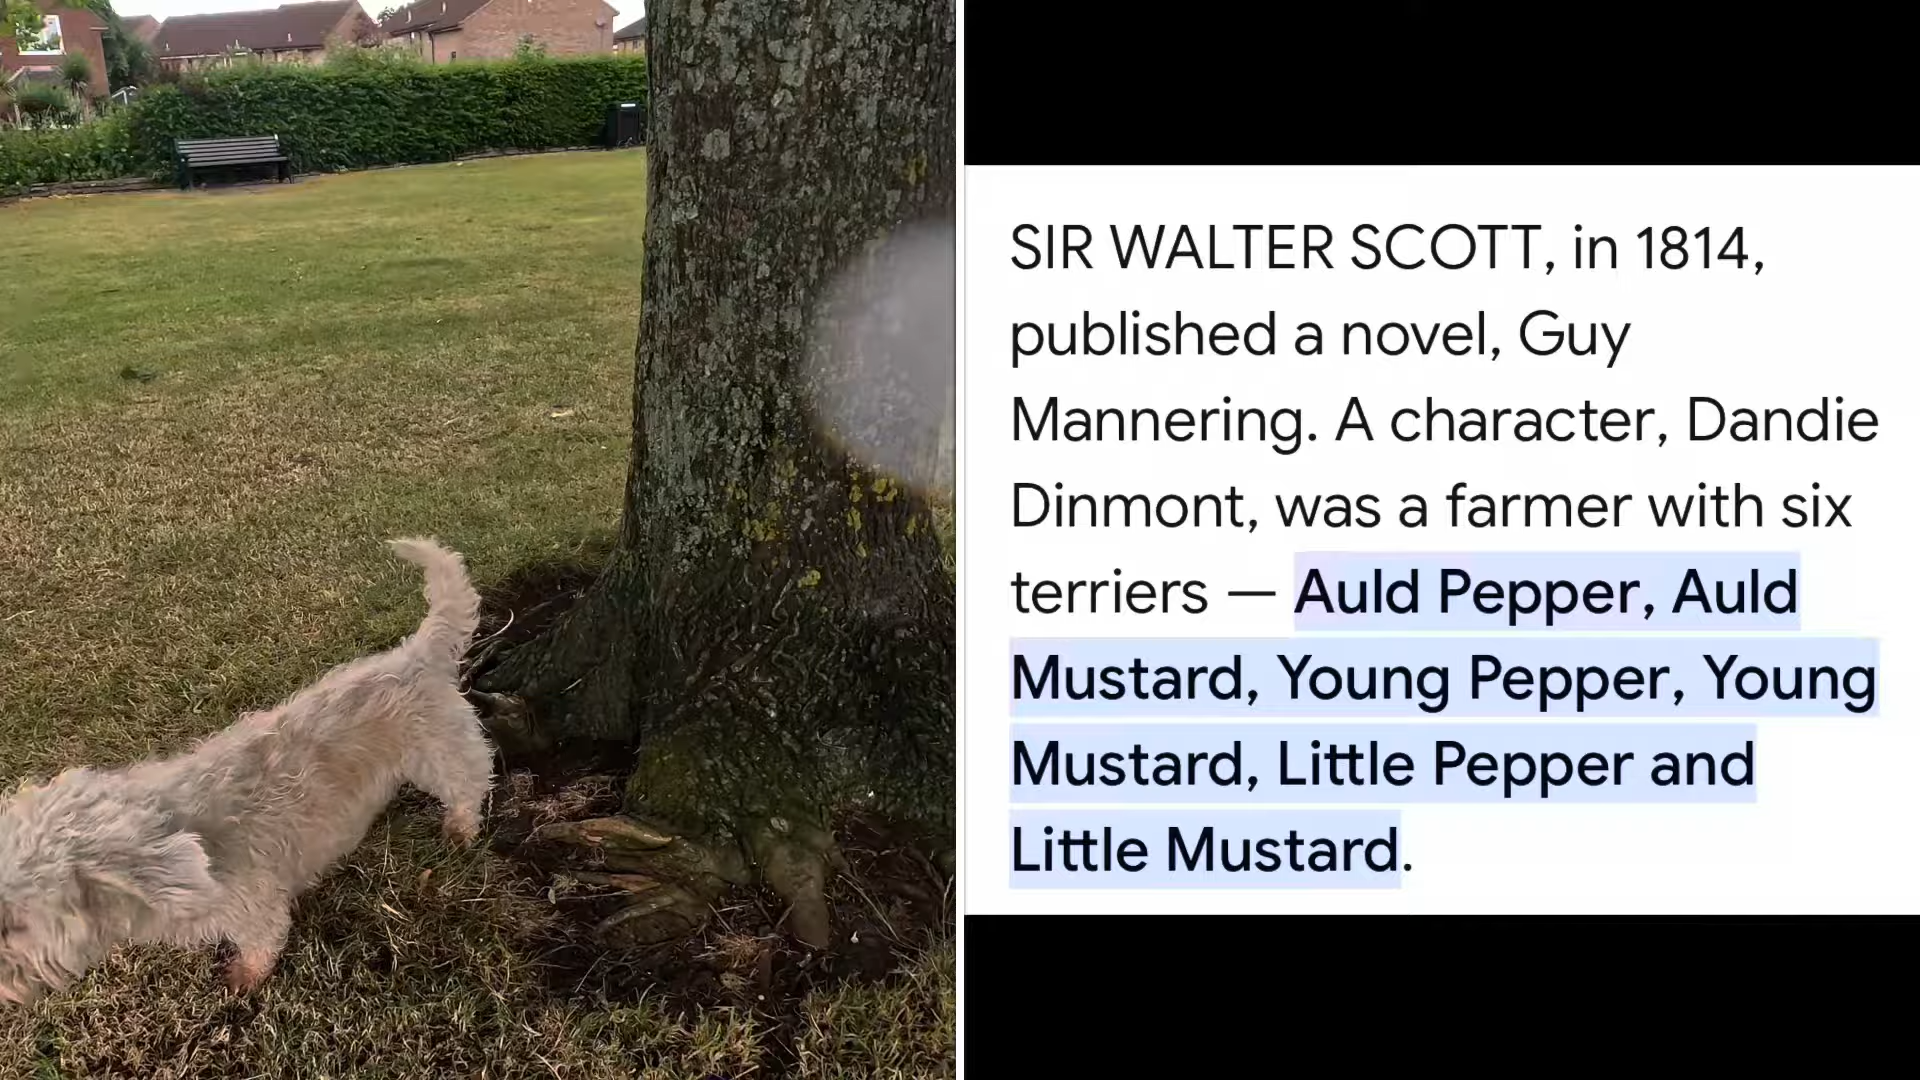 SIR WALTER SCOTT, in 1814,
published a novel, Guy
Mannering. A character, Dandie
Dinmont, was a farmer with six
terriers — Auld Pepper, Auld
Mustard, Young Pepper, Young
Mustard, Little Pepper and
Little Mustard.